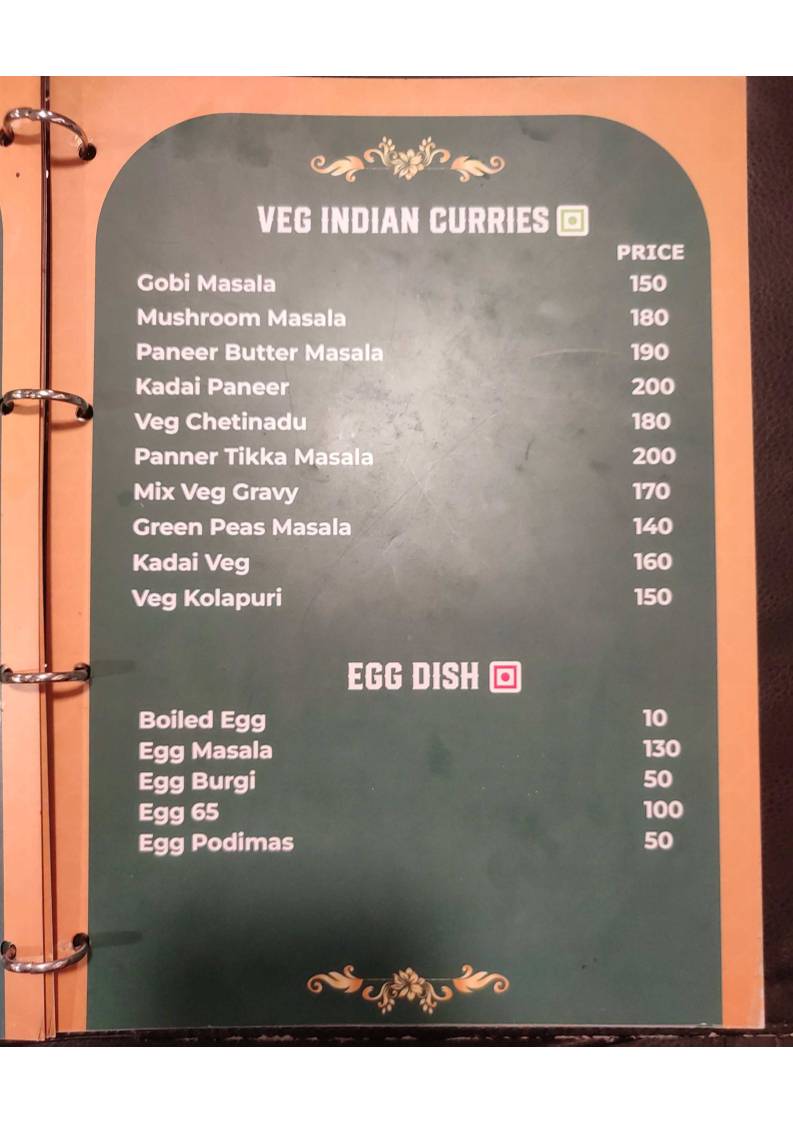 VEG INDIAN CURRIES
PRICE
Gobi Masala 150
Mushroom Masala 180
Paneer Butter Masala 190
Kadai Paneer 200
Veg Chetinadu 180
Panner Tikka Masala 200
Mix Veg Gravy 170
Green Peas Masala 140
Kadai Veg 160
Veg Kolapuri 150
EGG DISH
Boiled Egg 10
Egg Masala 130
Egg Burgi 50
Egg 65 100
Egg Podimas 50